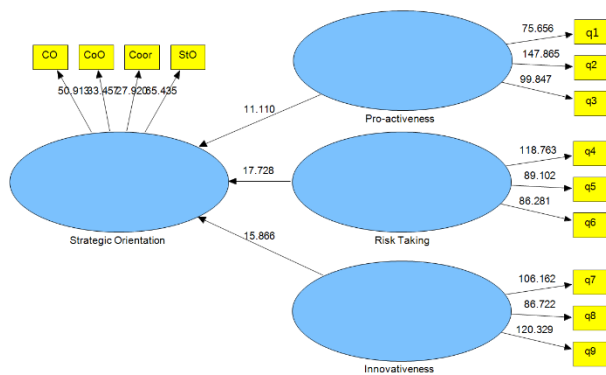 CO CoO Coor StO
50.913 33.457 27.920 65.435
75.656 q1
147.865 q2
99.847 q3
11.110
Pro-activeness
118.763 q4
17.728
89.102 q5
86.281 q6
Strategic Orientation
Risk Taking
15.866
106.162 q7
86.722 q8
120.329 q9
Innovativeness